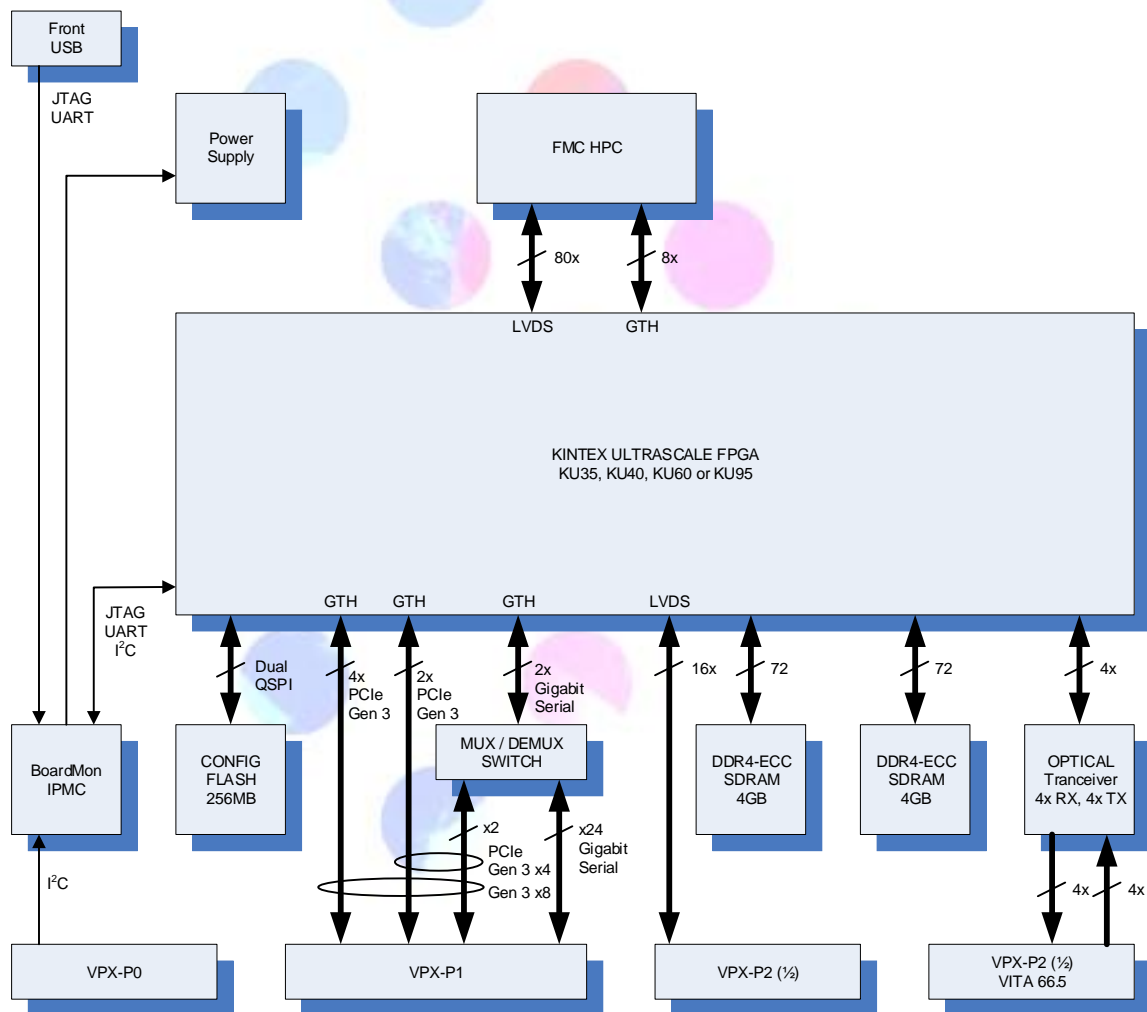 Front
USB
JTAG
UART
Power
Supply
FMC HPC
80x
8x
LVDS
GTH
KINTEX ULTRASCALE FPGA
KU35, KU40, KU60 or KU95
GTH
GTH
GTH
LVDS
JTAG
UART
I²C
Dual
QSPI
4x
PCIe
Gen 3
2x
PCIe
Gen 3
2x
Gigabit
Serial
16x
72
72
4x
BoardMon
IPMC
CONFIG
FLASH
256MB
MUX / DEMUX
SWITCH
DDR4-ECC
SDRAM
4GB
DDR4-ECC
SDRAM
4GB
OPTICAL
Tranceiver
4x RX, 4x TX
x2
PCIe
Gen 3 x4
Gen 3 x8
x24
Gigabit
Serial
I²C
4x
4x
VPX-P0
VPX-P1
VPX-P2 (½)
VPX-P2 (½)
VITA 66.5